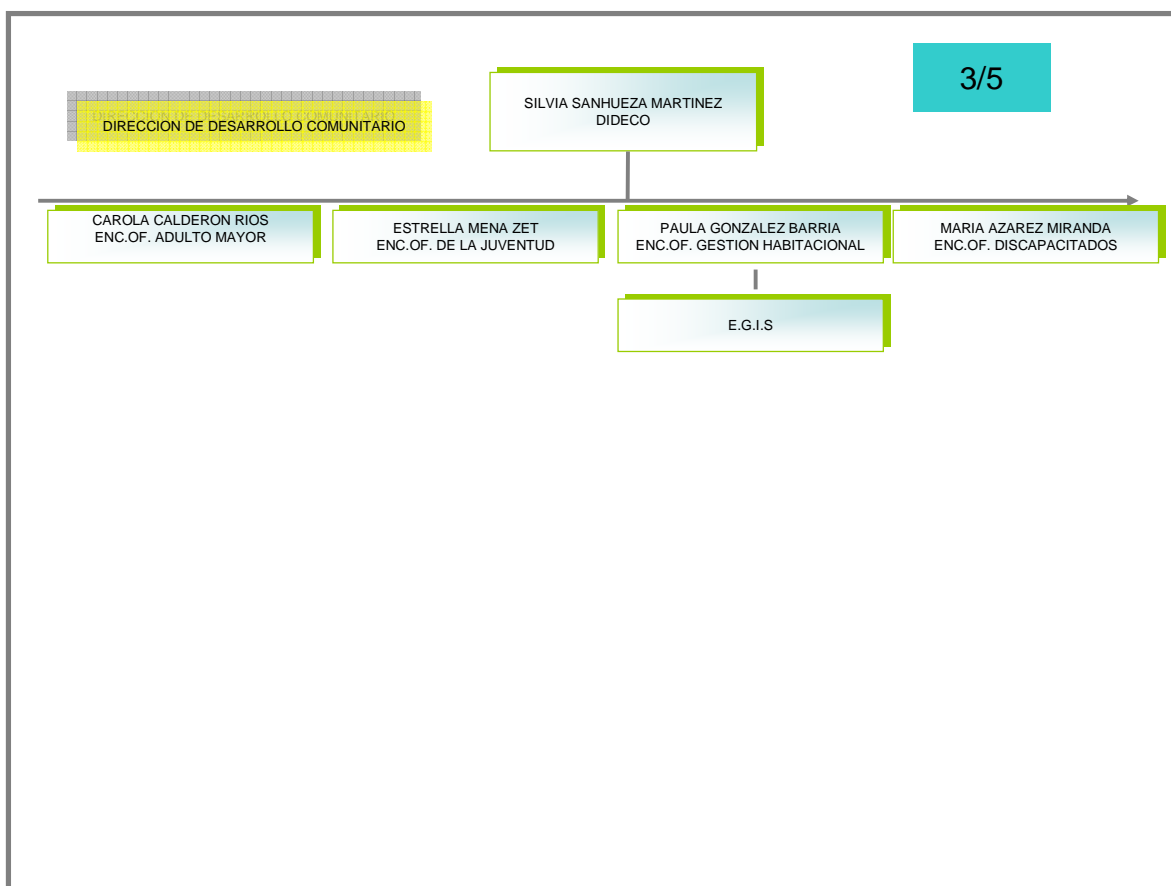 3/5
SILVIA SANHUEZA MARTINEZ
DIDECO
DIRECCION DE DESARROLLO COMUNITARIO
CAROLA CALDERON RIOS
ENC.OF. ADULTO MAYOR
ESTRELLA MENA ZET
ENC.OF. DE LA JUVENTUD
PAULA GONZALEZ BARRIA
ENC.OF. GESTION HABITACIONAL
MARIA AZAREZ MIRANDA
ENC.OF. DISCAPACITADOS
E.G.I.S